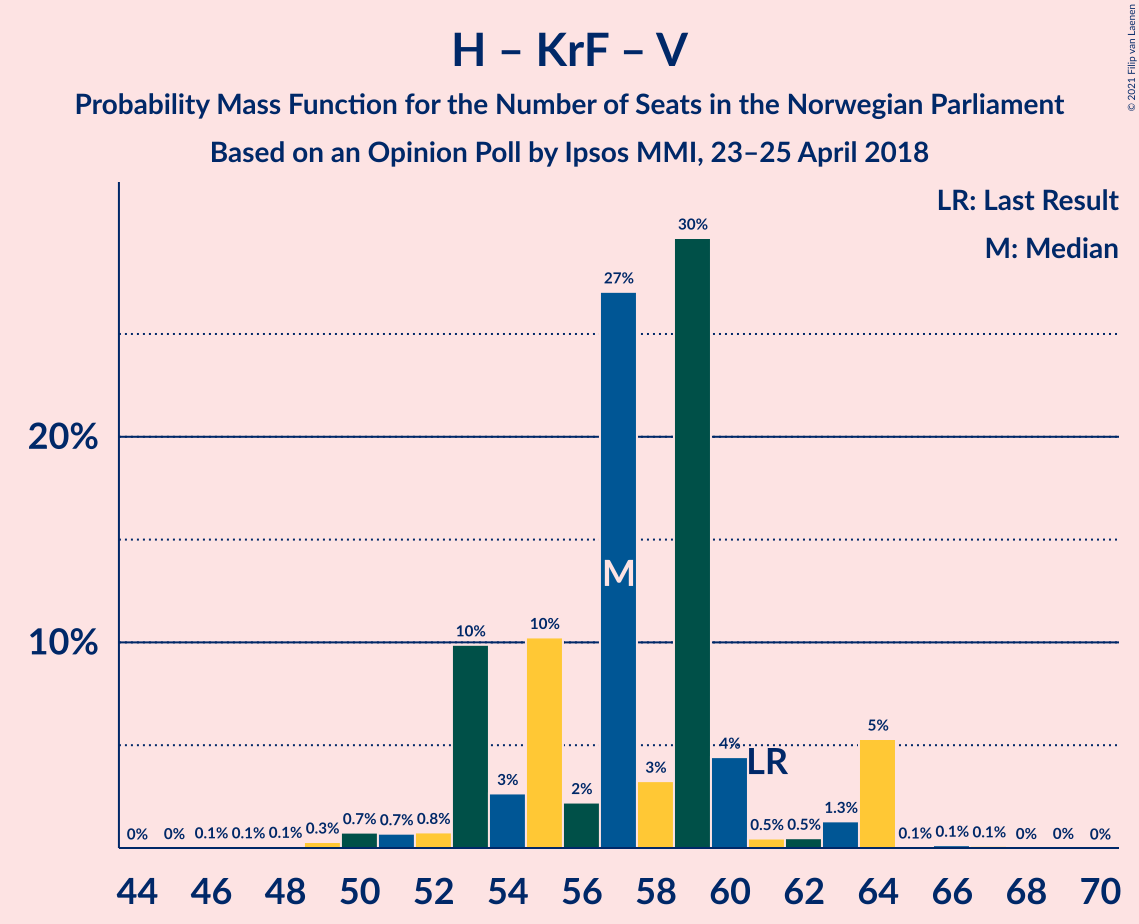 H – KrF – V
Probability Mass Function for the Number of Seats in the Norwegian Parliament
Based on an Opinion Poll by Ipsos MMI, 23–25 April 2018
© 2021 Filip van Laenen
LR: Last Result
M: Median
20%
10%
0% 0% 0.1% 0.1% 0.1% 0.3% 0.7% 0.7% 0.8% 10% 3% 10% 2% 27% 3% 30% 4% 0.5% 0.5% 1.3% 5% 0.1% 0.1% 0.1% 0% 0% 0%
M
LR
44 46 48 50 52 54 56 58 60 62 64 66 68 70